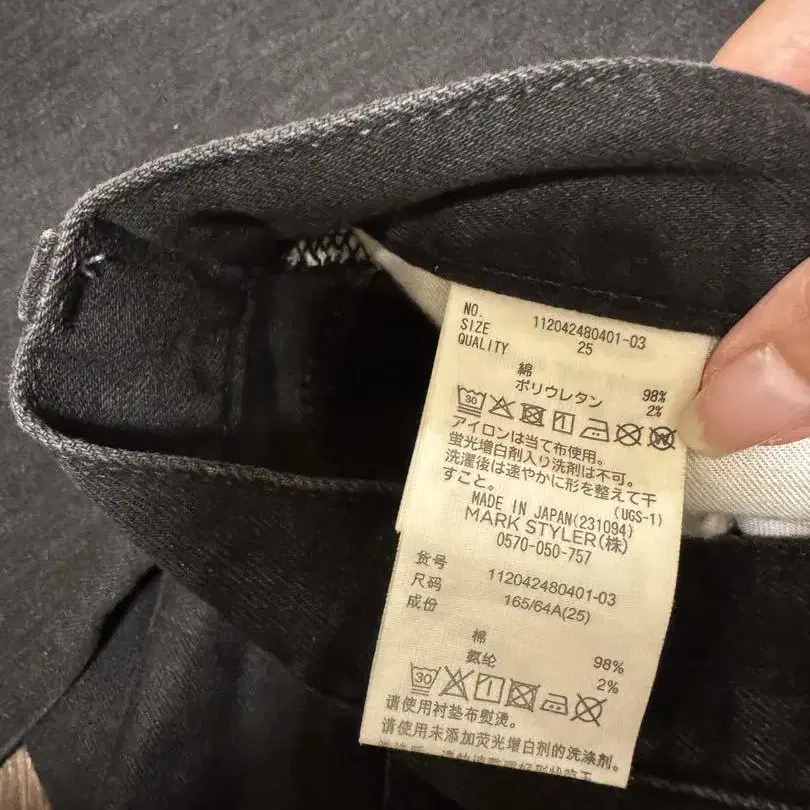 NO. 112042480401-03
SIZE 25
QUALITY
綿 98%
ポリウレタン 2%
30
アイロンは当て布使用。
蛍光増白剤入り洗剤は不可。
洗濯後は速やかに形を整えて干
すこと。 (UGS-1)
MADE IN JAPAN(231094)
MARK STYLER(株)
0570-050-757
货号 112042480401-03
尺码 165/64A(25)
成份
棉 98%
氨纶 2%
30
请使用衬垫布熨烫。
请使用未添加荧光增白剂的洗涤剂。